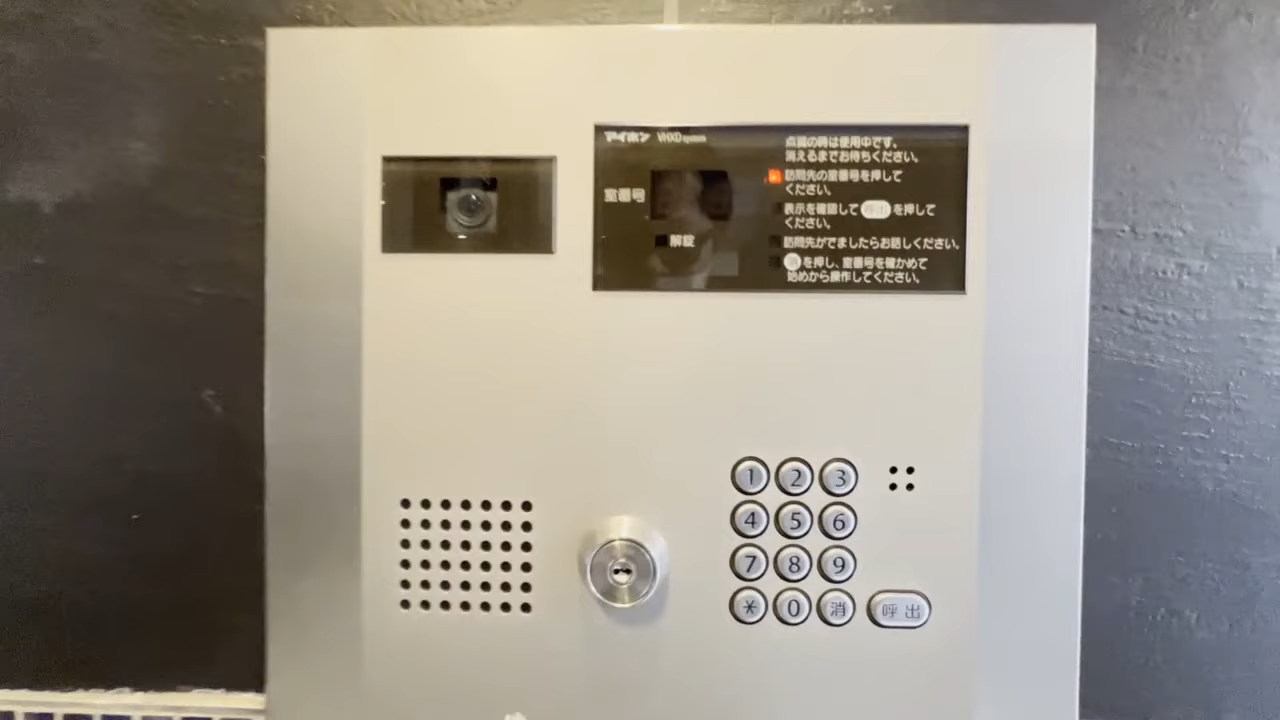 アイホン VHXD system
点滅の時は使用中です。
消えるまでお待ちください。
訪問先の室番号を押して
ください。
室番号
表示を確認して 呼出 を押して
ください。
解錠
訪問先がでましたらお話しください。
消 を押し、室番号を確かめて
始めから操作してください。
1 2 3
4 5 6
7 8 9
* 0 消
呼出